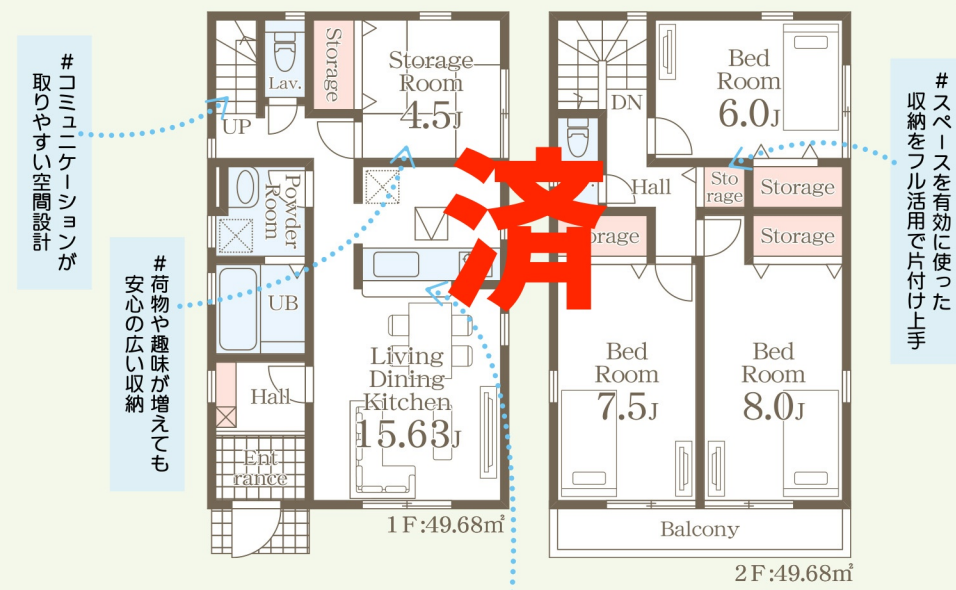 #コミュニケーションが
取りやすい空間設計
#荷物や趣味が増えても
安心の広い収納
#スペースを有効に使った
収納をフル活用で片付け上手
済
Lav.
Storage
Storage
Room
4.5J
UP
Powder
Room
UB
Hall
Ent
rance
Living
Dining
Kitchen
15.63J
1F:49.68㎡
DN
Bed
Room
6.0J
Hall
Sto
rage
Storage
Storage
Bed
Room
7.5J
Bed
Room
8.0J
Balcony
2F:49.68㎡